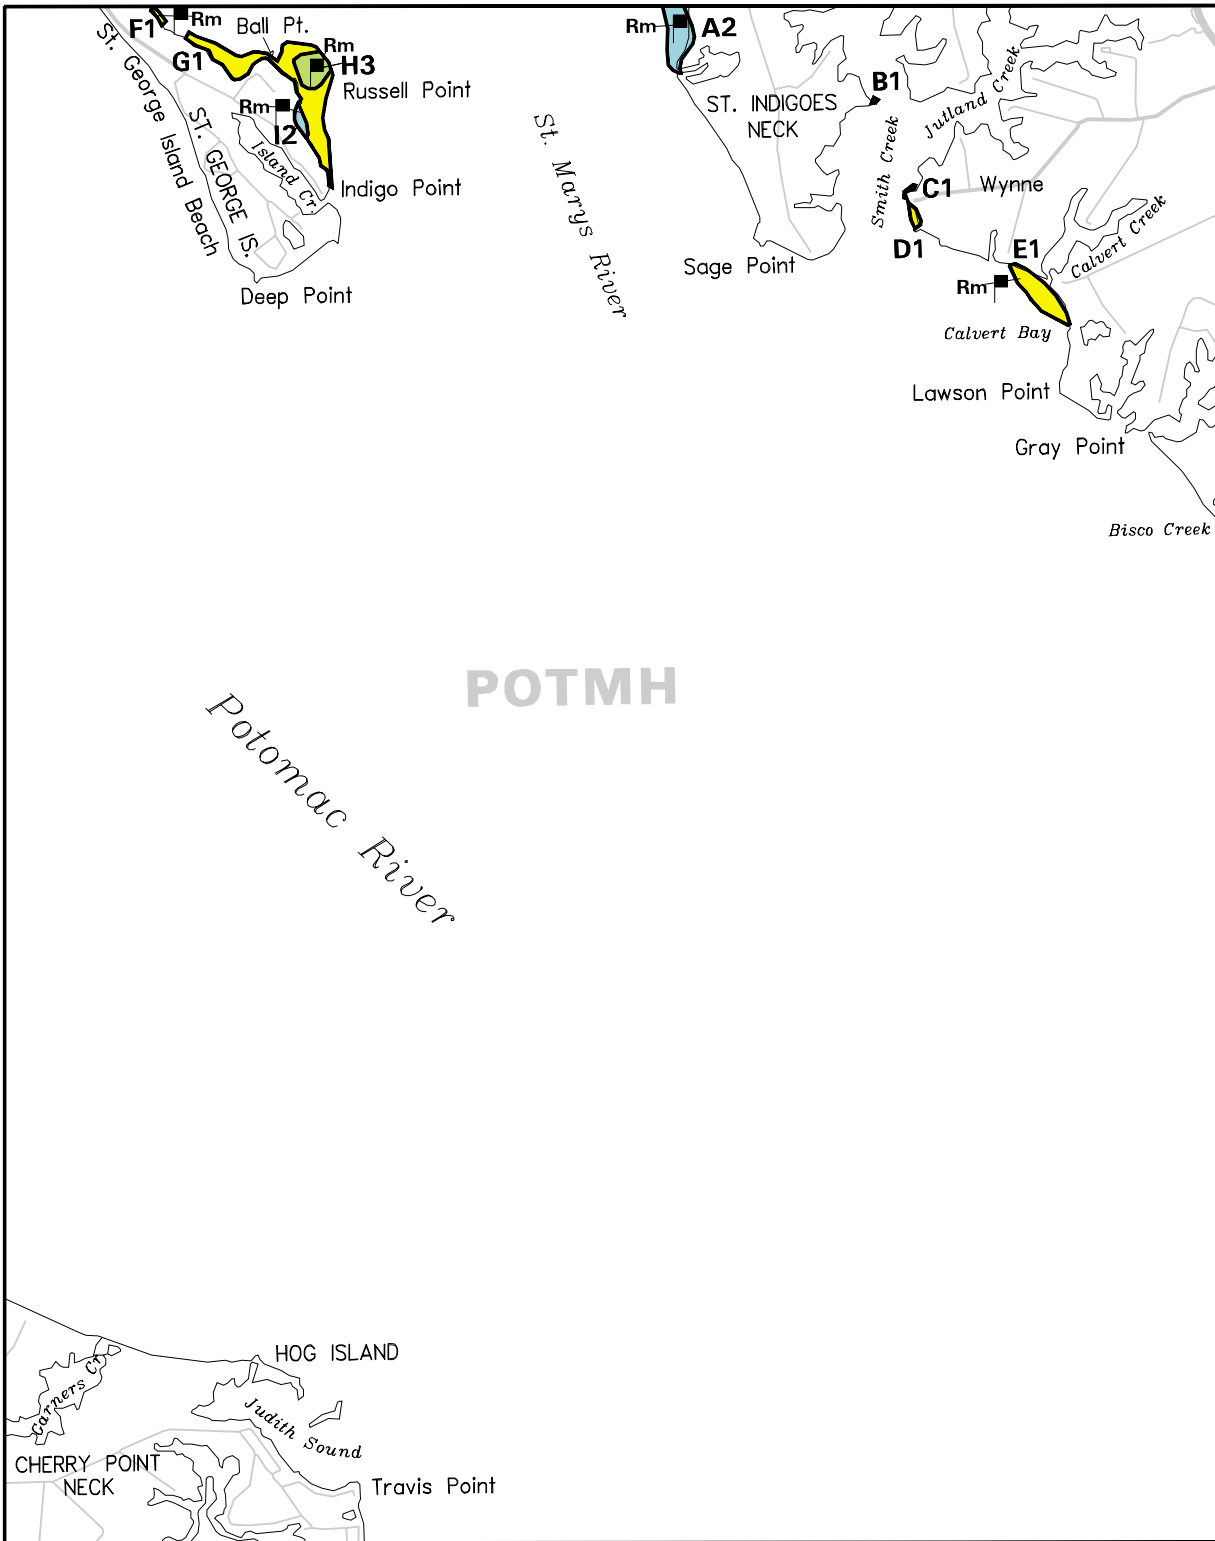 F1
Rm
Ball Pt.
Rm
G1
H3
Russell Point
Rm
I2
St. George Island Beach
ST. GEORGE IS.
Island Cr.
Indigo Point
Deep Point
St. Marys River
Rm
A2
ST. INDIGOES
NECK
B1
Jutland Creek
Smith Creek
C1
Wynne
D1
E1
Calvert Creek
Sage Point
Rm
Calvert Bay
Lawson Point
Gray Point
Bisco Creek
POTMH
Potomac River
HOG ISLAND
Garners Cr
Judith Sound
CHERRY POINT
NECK
Travis Point